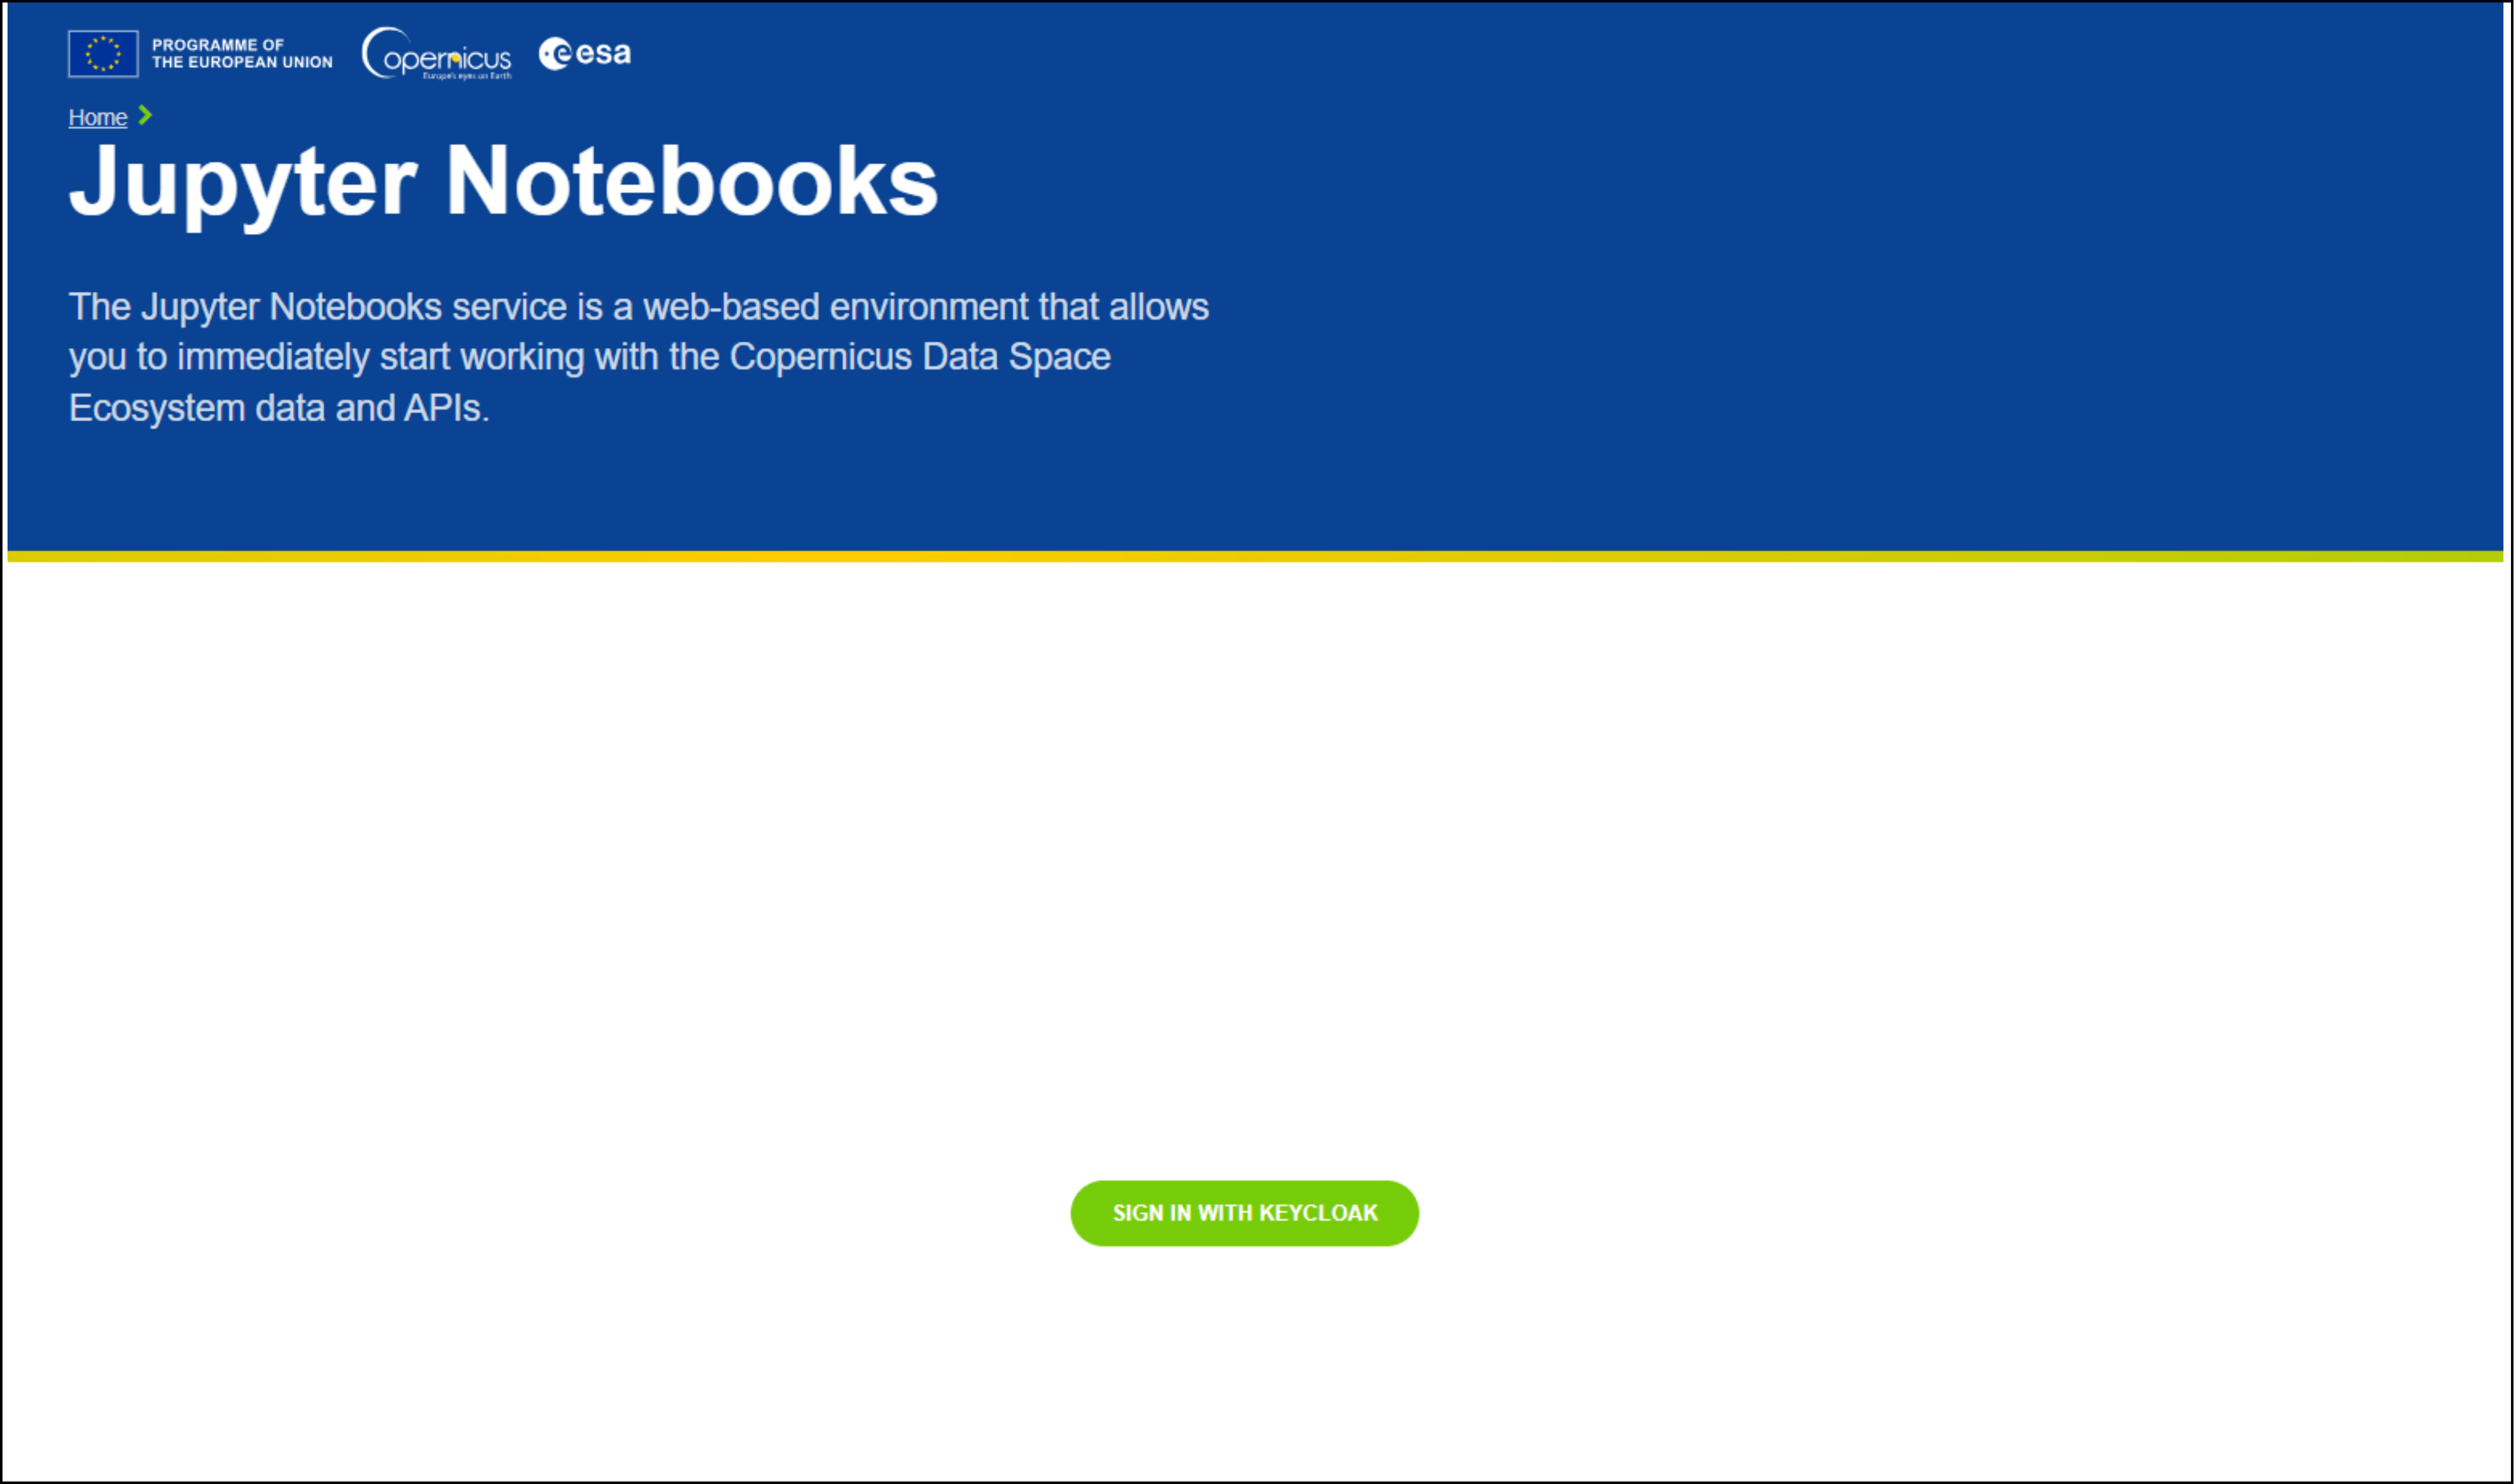 PROGRAMME OF
THE EUROPEAN UNION
opernicus
Europe's eyes on Earth
esa
Home
Jupyter Notebooks
The Jupyter Notebooks service is a web-based environment that allows
you to immediately start working with the Copernicus Data Space
Ecosystem data and APIs.
SIGN IN WITH KEYCLOAK